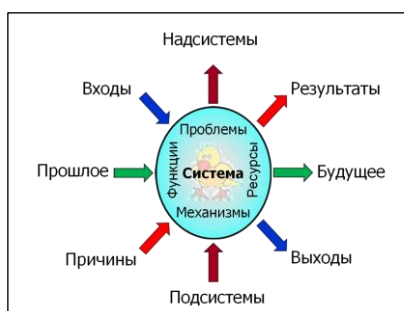 Надсистемы
Входы
Результаты
Проблемы
Функции
Ресурсы
Прошлое
Система
Будущее
Механизмы
Причины
Выходы
Подсистемы